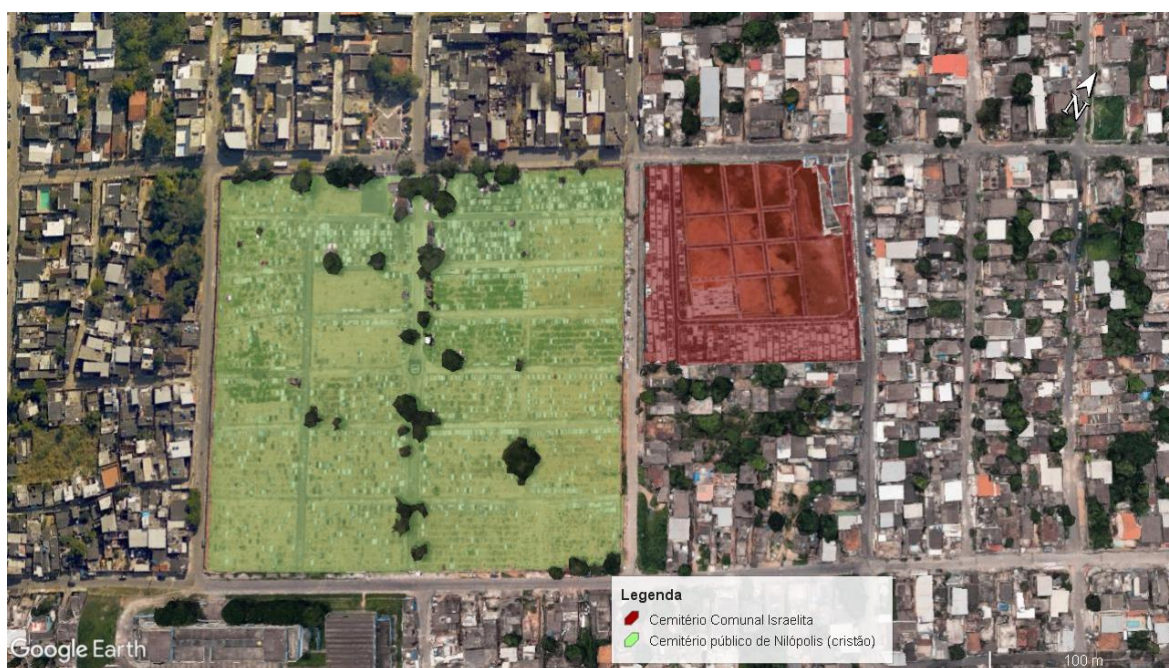 N
Legenda
Cemitério Comunal Israelita
Cemitério público de Nilópolis (cristão)
Google Earth
100 m